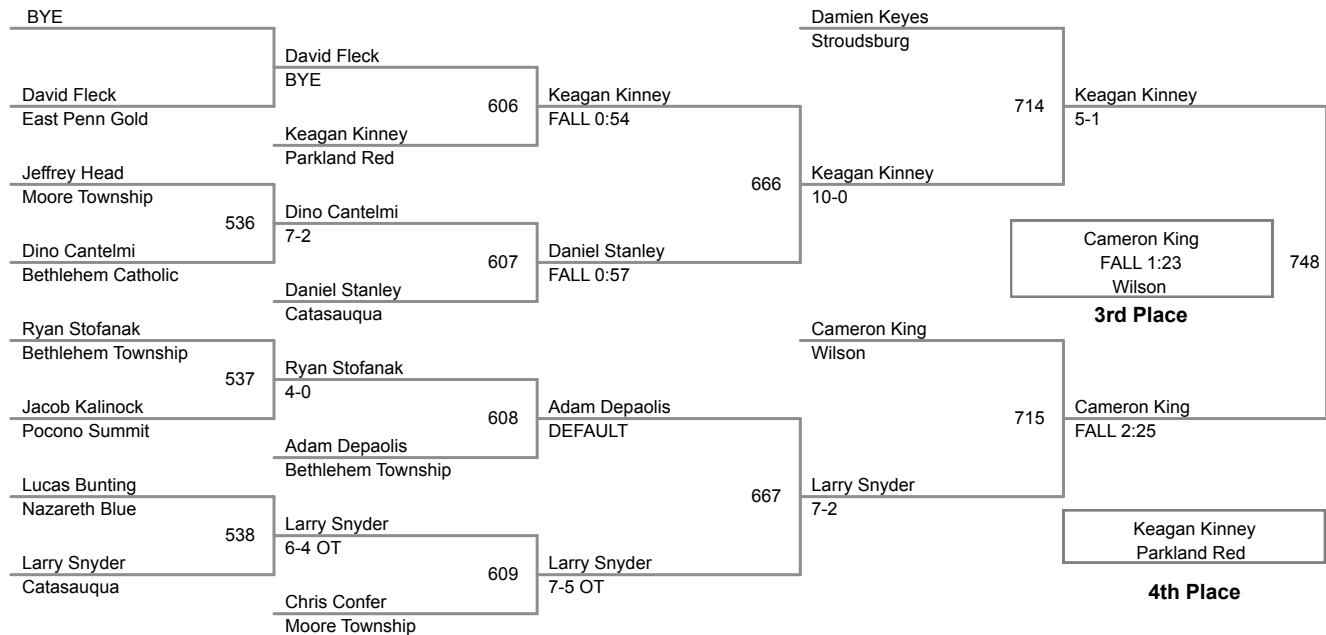 BYE
David Fleck
East Penn Gold
Jeffrey Head
Moore Township
536
Dino Cantelmi
Bethlehem Catholic
Ryan Stofanak
Bethlehem Township
537
Jacob Kalinock
Pocono Summit
Lucas Bunting
Nazareth Blue
538
Larry Snyder
Catasauqua
David Fleck
BYE
606
Keagan Kinney
Parkland Red
Dino Cantelmi
7-2
607
Daniel Stanley
Catasauqua
Ryan Stofanak
4-0
608
Adam Depaolis
Bethlehem Township
Larry Snyder
6-4 OT
609
Chris Confer
Moore Township
Keagan Kinney
FALL 0:54
666
Daniel Stanley
FALL 0:57
Adam Depaolis
DEFAULT
667
Larry Snyder
7-5 OT
Damien Keyes
Stroudsburg
714
Keagan Kinney
10-0
Cameron King
Wilson
715
Larry Snyder
7-2
Keagan Kinney
5-1
Cameron King
FALL 1:23
Wilson
748
3rd Place
Cameron King
FALL 2:25
Keagan Kinney
Parkland Red
4th Place